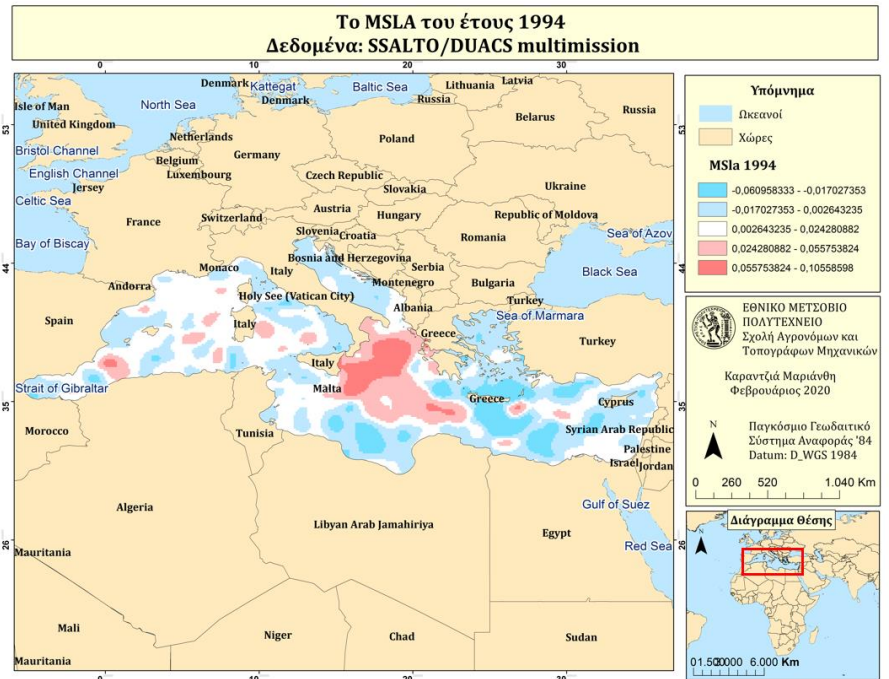 Το MSLA του έτους 1994
Δεδομένα: SSALTO/DUACS multimission
0 10 20 30
Denmark
Kattegat
Baltic Sea
Latvia
Lithuania
Isle of Man
North Sea
Denmark
Russia
United Kingdom
Belarus
Russia
53
53
Netherlands
Poland
Bristol Channel
Belgium
Germany
English Channel
Luxembourg
Czech Republic
Jersey
Slovakia
Ukraine
Celtic Sea
Austria
France
Switzerland
Hungary
Republic of Moldova
Slovenia
Croatia
Romania
Sea of Azov
Bay of Biscay
Bosnia and Herzegovina
44
44
Monaco
Italy
Serbia
Black Sea
Andorra
Montenegro
Bulgaria
Holy See (Vatican City)
Turkey
Albania
Sea of Marmara
Spain
Italy
Greece
Turkey
Italy
Strait of Gibraltar
Malta
Greece
Cyprus
35
35
Morocco
Tunisia
Syrian Arab Republic
Palestine
Israel
Jordan
Algeria
Gulf of Suez
Libyan Arab Jamahiriya
Egypt
26
26
Mauritania
Red Sea
Mali
Niger
Chad
Sudan
Mauritania
0 10 20 30
Υπόμνημα
Ωκεανοί
Χώρες
MSla 1994
-0,060958333 - -0,017027353
-0,017027353 - 0,002643235
0,002643235 - 0,024280882
0,024280882 - 0,055753824
0,055753824 - 0,10558598
ΕΘΝΙΚΟ ΜΕΤΣΟΒΙΟ
ΠΟΛΥΤΕΧΝΕΙΟ
Σχολή Αγρονόμων και
Τοπογράφων Μηχανικών
Καραντζιά Μαριάνθη
Φεβρουάριος 2020
N
Παγκόσμιο Γεωδαιτικό
Σύστημα Αναφοράς '84
Datum: D_WGS 1984
0 260 520 1.040 Km
Διάγραμμα Θέσης
N
0 1.500 3.000 6.000 Km